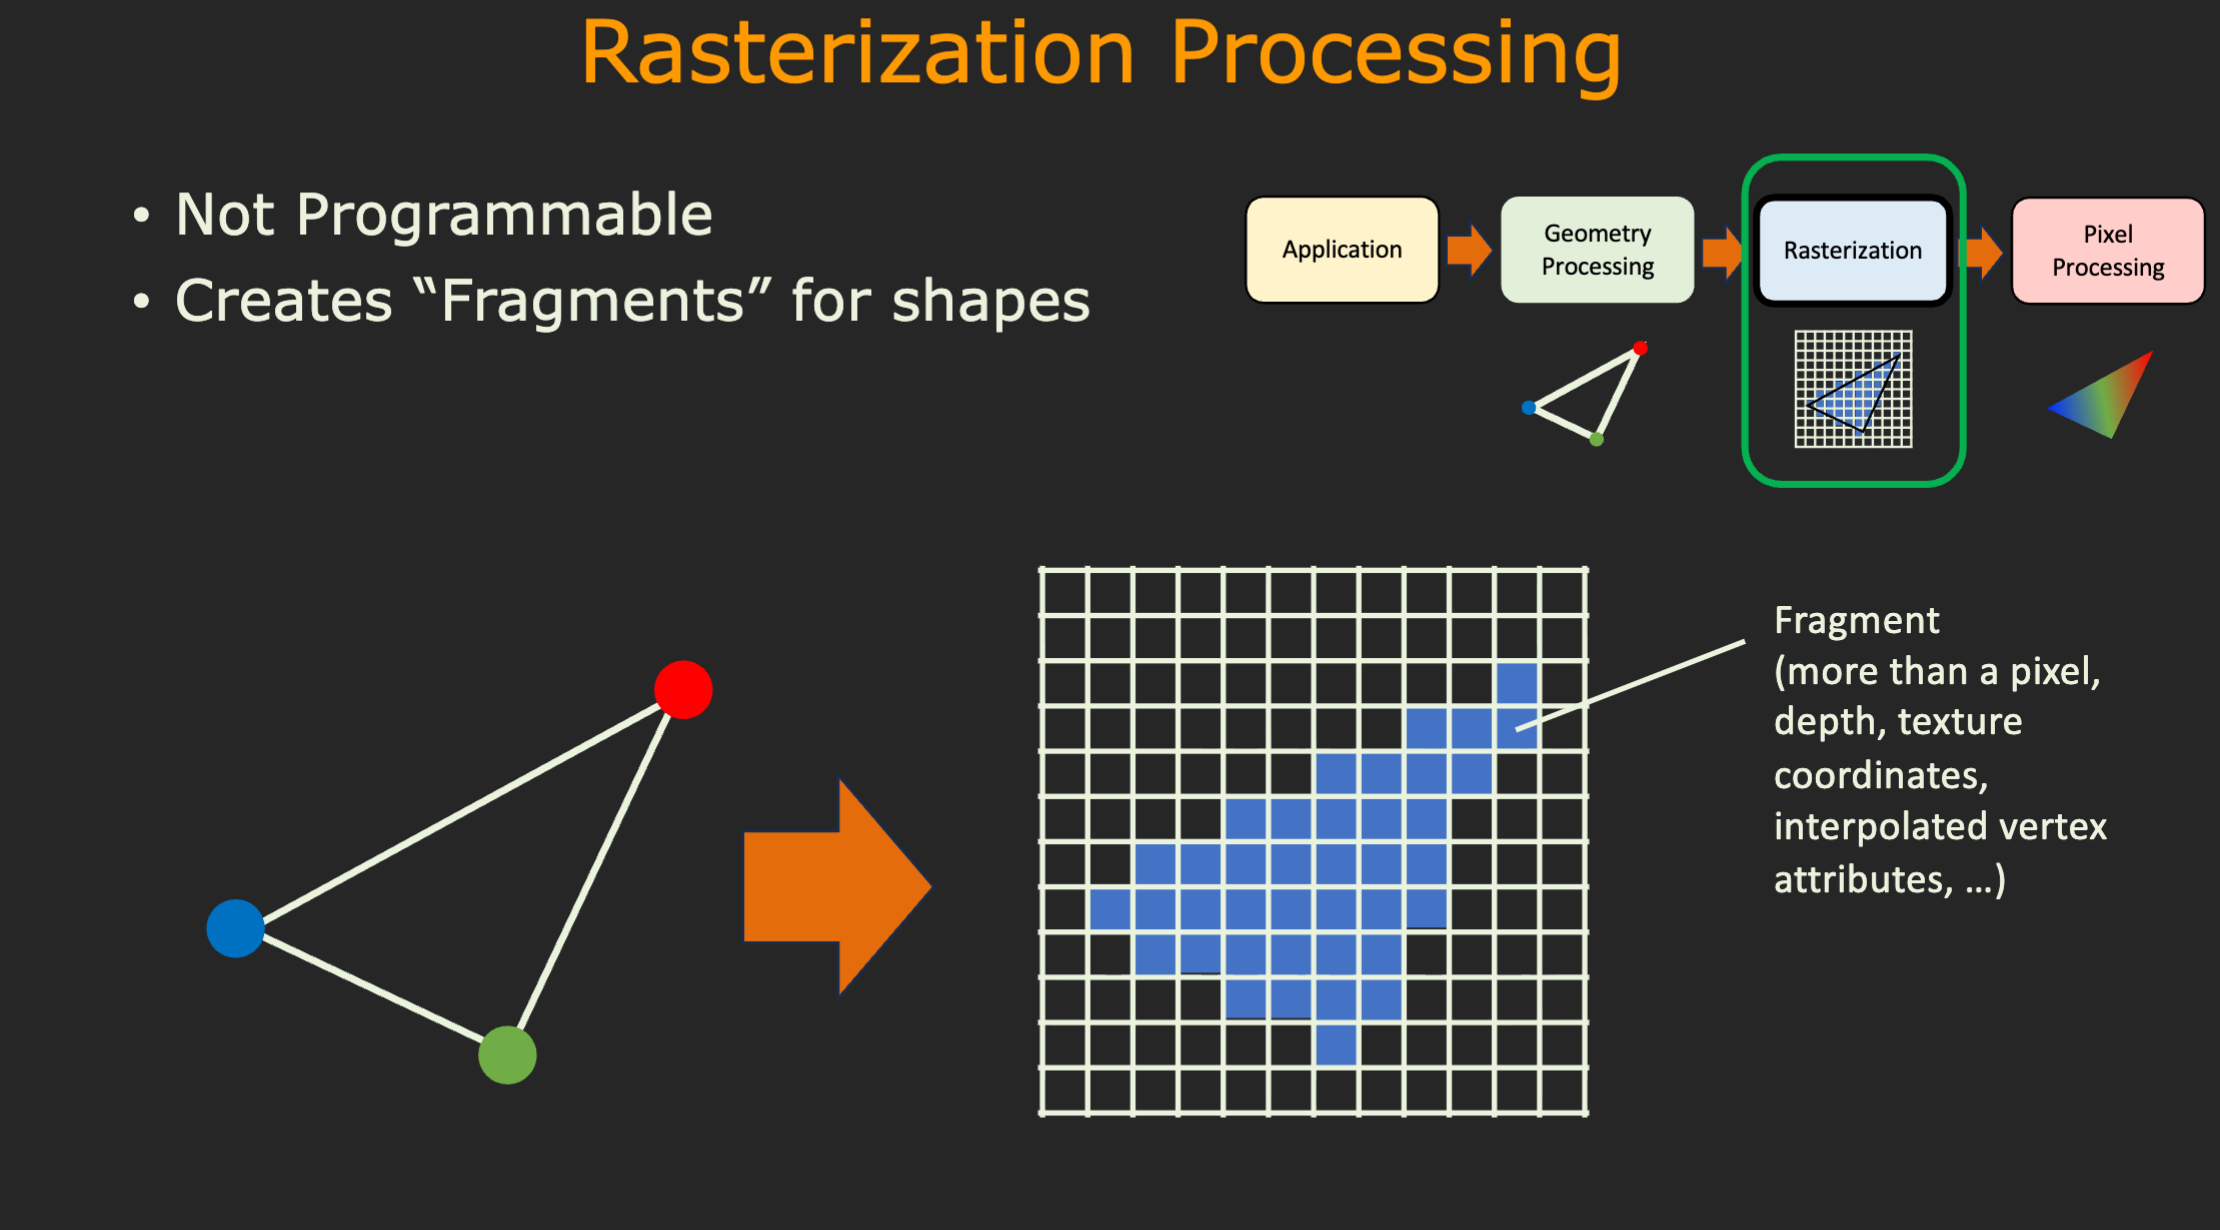 Rasterization Processing
• Not Programmable
• Creates “Fragments” for shapes
Application
Geometry
Processing
Rasterization
Pixel
Processing
Fragment
(more than a pixel,
depth, texture
coordinates,
interpolated vertex
attributes, …)